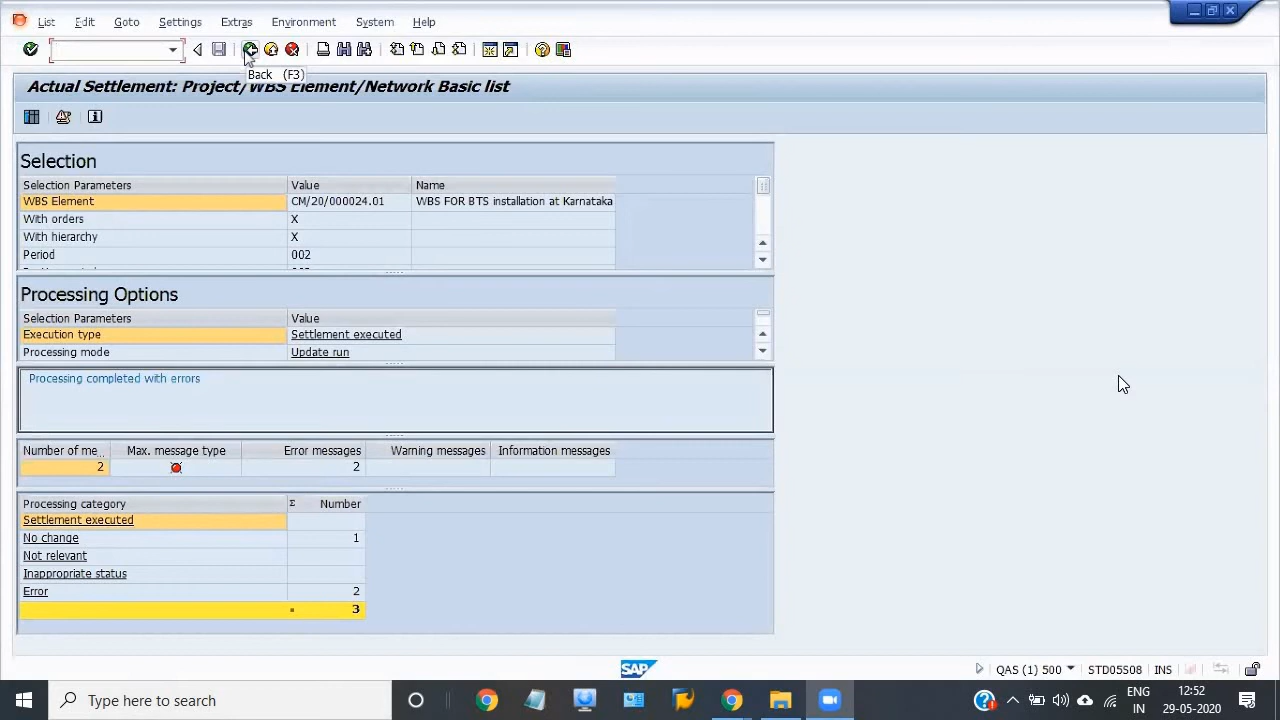 List Edit Goto Settings Extras Environment System Help
Back (F3)
Actual Settlement: Project/WBS Element/Network Basic list
Selection
Selection Parameters Value Name
WBS Element CM/20/000024.01 WBS FOR BTS installation at Karnataka
With orders X
With hierarchy X
Period 002
Processing Options
Selection Parameters Value
Execution type Settlement executed
Processing mode Update run
Processing completed with errors
Number of me... Max. message type Error messages Warning messages Information messages
2 2
Processing category Σ Number
Settlement executed
No change 1
Not relevant
Inappropriate status
Error 2
▪ 3
SAP
QAS (1) 500 STD05S08 INS
Type here to search
ENG 12:52
IN 29-05-2020